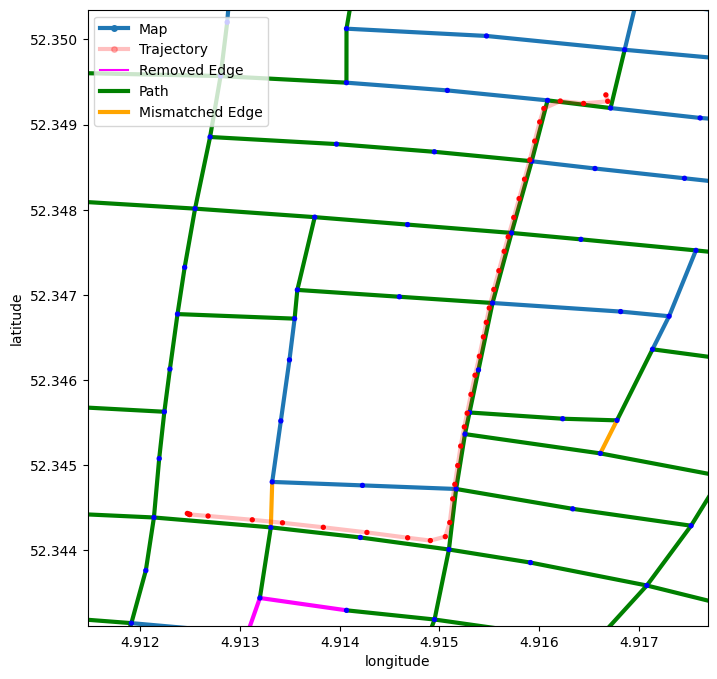 Map
Trajectory
Removed Edge
Path
Mismatched Edge
52.350
52.349
52.348
52.347
52.346
52.345
52.344
latitude
4.912 4.913 4.914 4.915 4.916 4.917
longitude